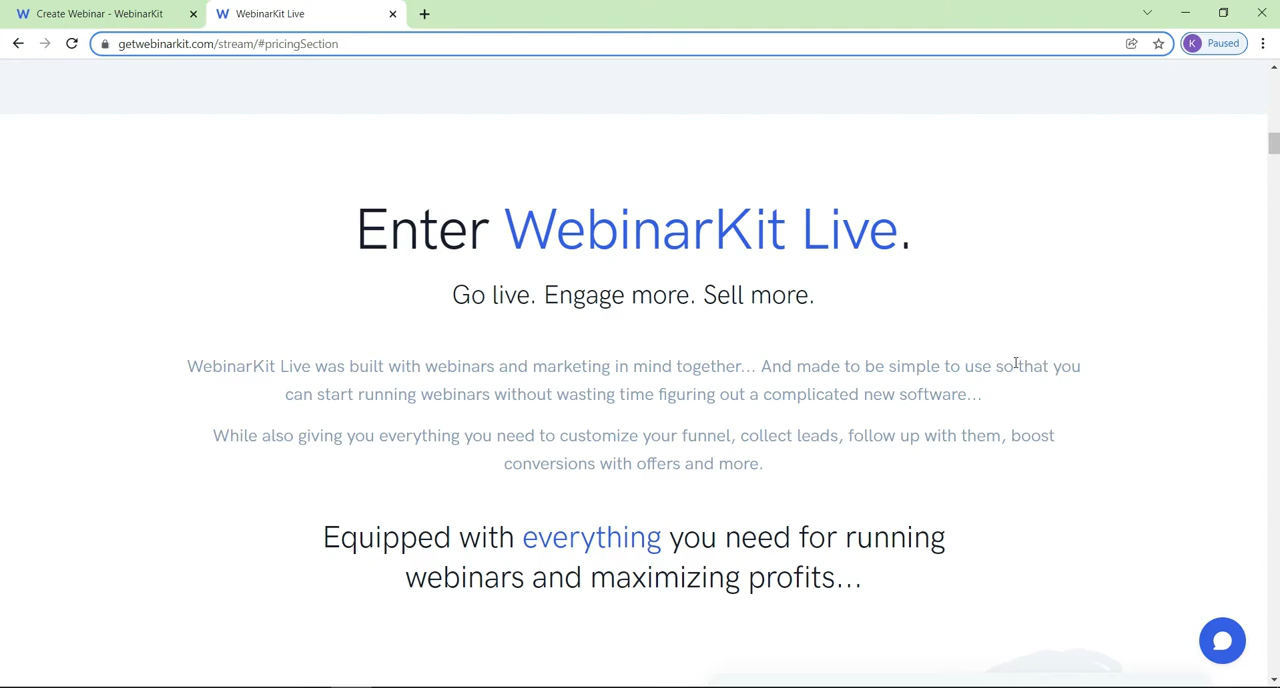 Create Webinar - WebinarKit
WebinarKit Live
getwebinarkit.com/stream/#pricingSection
K Paused
Enter WebinarKit Live.
Go live. Engage more. Sell more.
WebinarKit Live was built with webinars and marketing in mind together... And made to be simple to use so that you
can start running webinars without wasting time figuring out a complicated new software...
While also giving you everything you need to customize your funnel, collect leads, follow up with them, boost
conversions with offers and more.
Equipped with everything you need for running
webinars and maximizing profits...